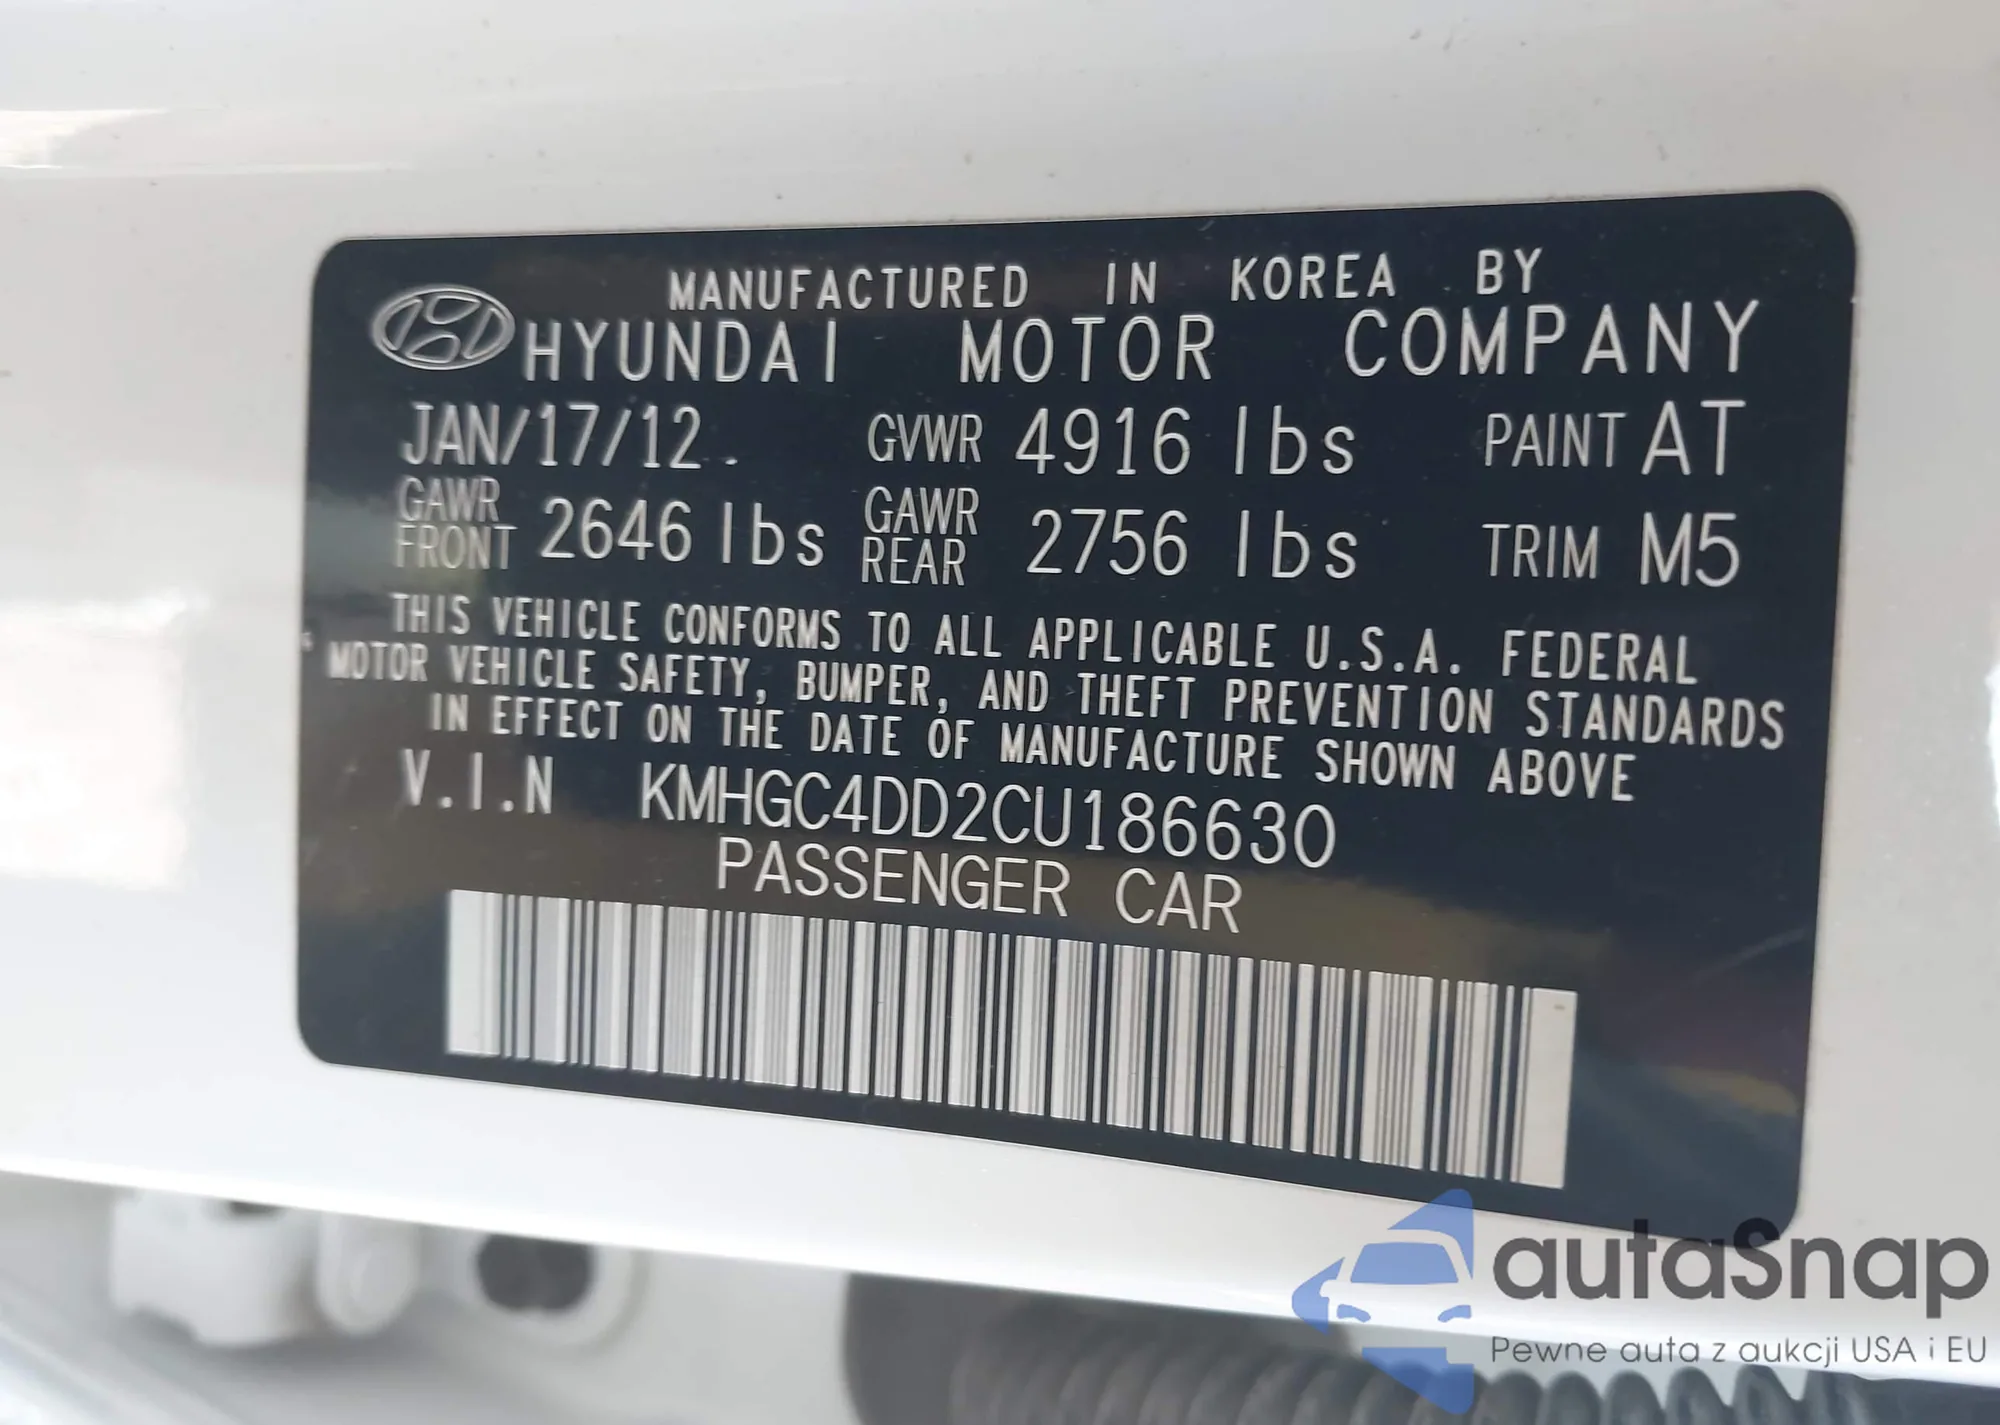 MANUFACTURED IN KOREA BY
HYUNDAI MOTOR COMPANY
JAN/17/12 GVWR 4916 lbs PAINT AT
GAWR FRONT 2646 lbs GAWR REAR 2756 lbs TRIM M5
THIS VEHICLE CONFORMS TO ALL APPLICABLE U.S.A. FEDERAL
MOTOR VEHICLE SAFETY, BUMPER, AND THEFT PREVENTION STANDARDS
IN EFFECT ON THE DATE OF MANUFACTURE SHOWN ABOVE
V.I.N KMHGC4DD2CU186630
PASSENGER CAR
autaSnap
Pewne auta z aukcji USA i EU